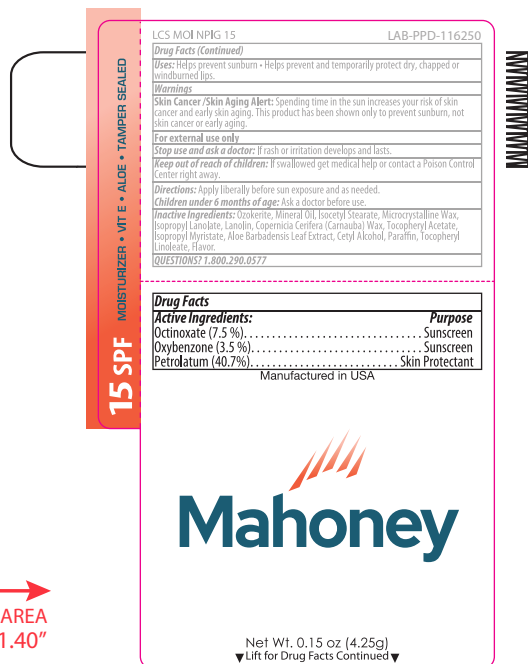 LCS MOI NPIG 15 LAB-PPD-116250
Drug Facts (Continued)
Uses: Helps prevent sunburn • Helps prevent and temporarily protect dry, chapped or
windburned lips.
Warnings
Skin Cancer /Skin Aging Alert: Spending time in the sun increases your risk of skin
cancer and early skin aging. This product has been shown only to prevent sunburn, not
skin cancer or early aging.
For external use only
Stop use and ask a doctor: If rash or irritation develops and lasts.
Keep out of reach of children: If swallowed get medical help or contact a Poison Control
Center right away.
Directions: Apply liberally before sun exposure and as needed.
Children under 6 months of age: Ask a doctor before use.
Inactive Ingredients: Ozokerite, Mineral Oil, Isocetyl Stearate, Microcrystalline Wax,
Isopropyl Lanolate, Lanolin, Copernicia Cerifera (Carnauba) Wax, Tocopheryl Acetate,
Isopropyl Myristate, Aloe Barbadensis Leaf Extract, Cetyl Alcohol, Paraffin, Tocopheryl
Linoleate, Flavor.
QUESTIONS? 1.800.290.0577
15 SPF MOISTURIZER • VIT E • ALOE • TAMPER SEALED
Drug Facts
Active Ingredients: Purpose
Octinoxate (7.5 %). . . . . . . . . . . . . . . . . . . . . . . . . . . . . . . Sunscreen
Oxybenzone (3.5 %). . . . . . . . . . . . . . . . . . . . . . . . . . . . . Sunscreen
Petrolatum (40.7%). . . . . . . . . . . . . . . . . . . . . . . . . Skin Protectant
Manufactured in USA
Mahoney
AREA
1.40”
Net Wt. 0.15 oz (4.25g)
▼Lift for Drug Facts Continued▼